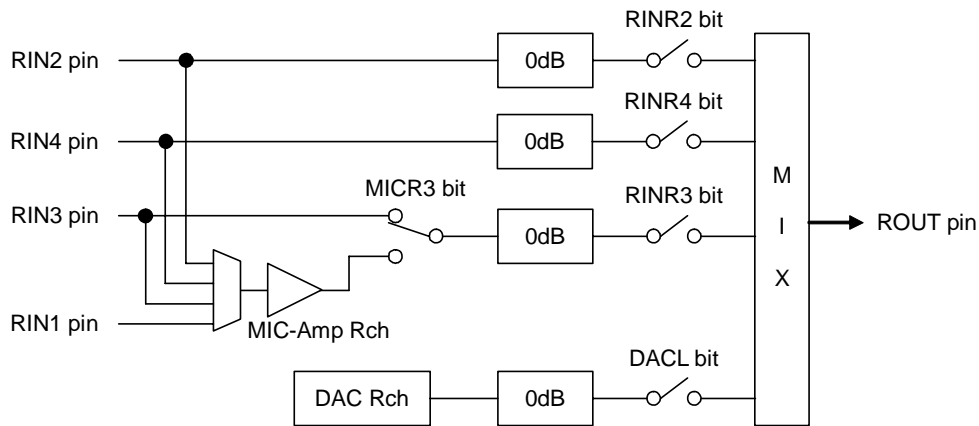 RINR2 bit
RIN2 pin
0dB
RINR4 bit
RIN4 pin
0dB
MICR3 bit
RINR3 bit
RIN3 pin
0dB
M
I
X
ROUT pin
RIN1 pin
MIC-Amp Rch
DACL bit
DAC Rch
0dB